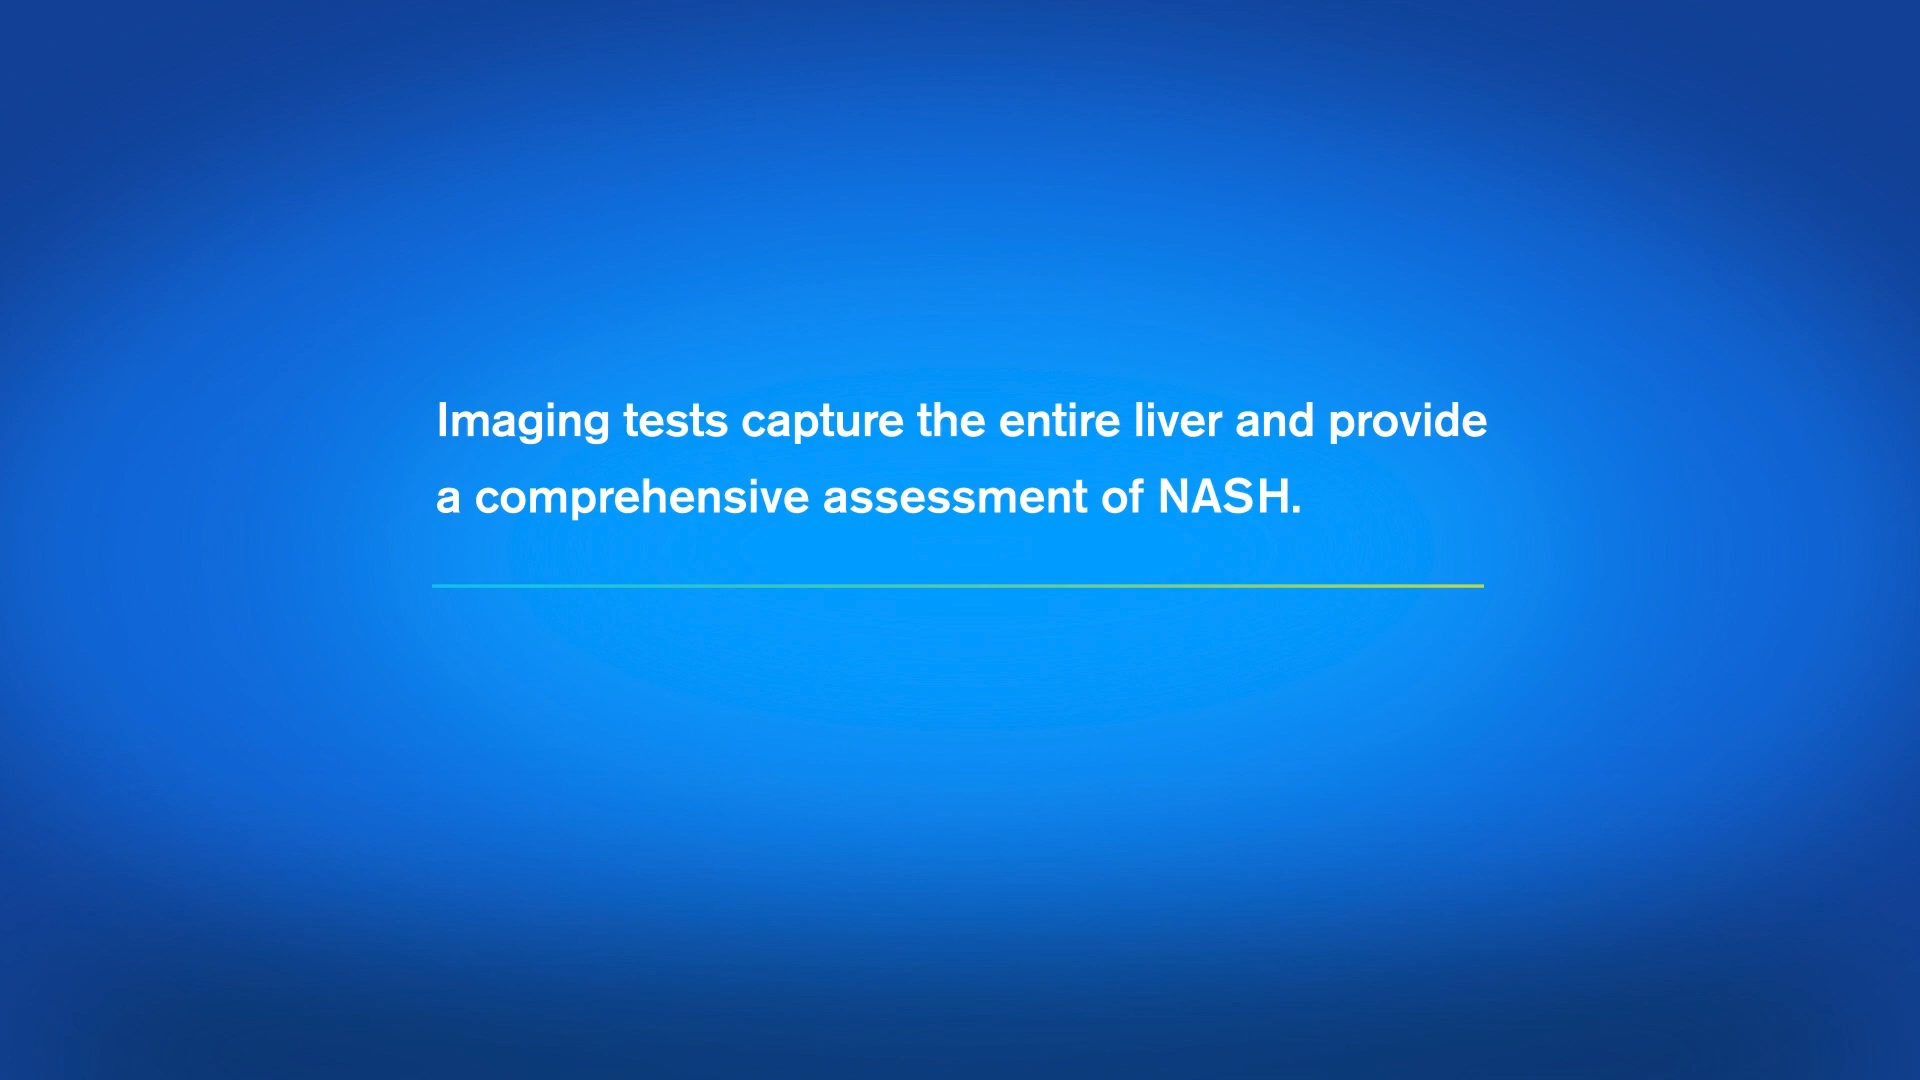 Imaging tests capture the entire liver and provide
a comprehensive assessment of NASH.